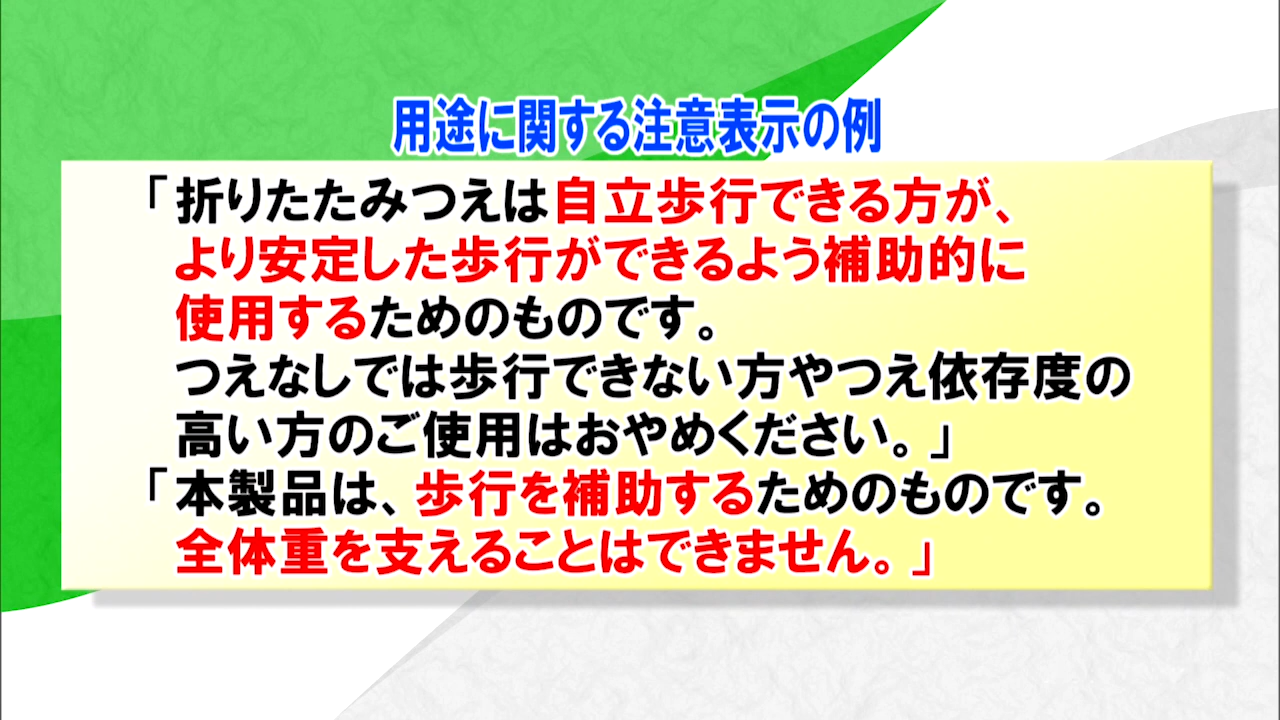 用途に関する注意表示の例
「折りたたみつえは自立歩行できる方が、
より安定した歩行ができるよう補助的に
使用するためのものです。
つえなしでは歩行できない方やつえ依存度の
高い方のご使用はおやめください。」
「本製品は、歩行を補助するためのものです。
全体重を支えることはできません。」